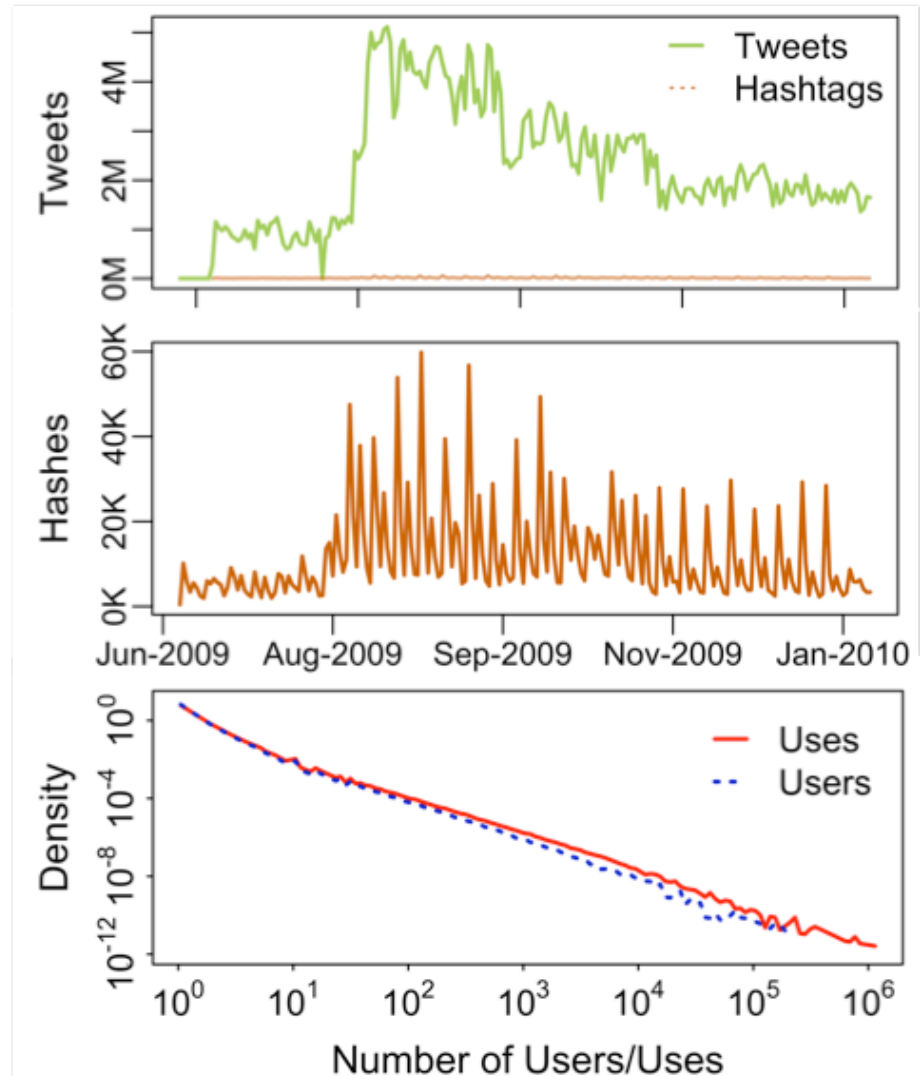 Tweets
Hashtags
Tweets
4M
2M
0M
Hashes
60K
40K
20K
0K
Jun-2009 Aug-2009 Sep-2009 Nov-2009 Jan-2010
Uses
Users
Density
10^0
10^-4
10^-8
10^-12
10^0 10^1 10^2 10^3 10^4 10^5 10^6
Number of Users/Uses